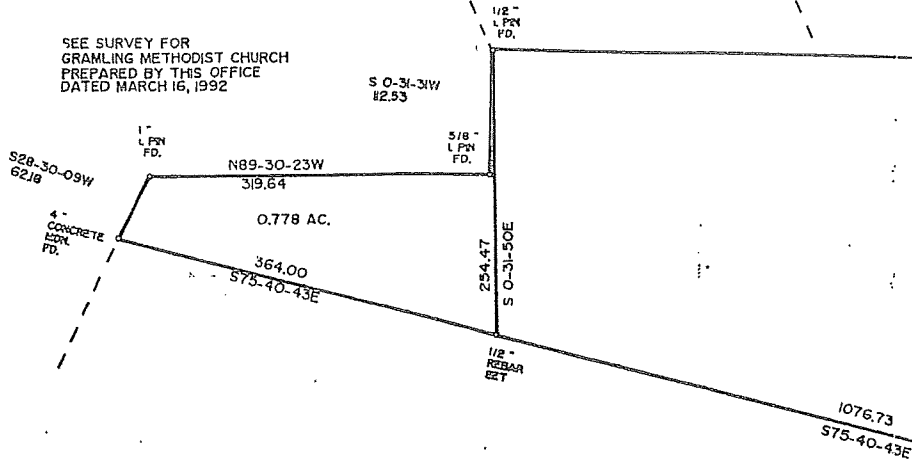 1/2"
I. PIN
FD.
SEE SURVEY FOR
GRAMLING METHODIST CHURCH
PREPARED BY THIS OFFICE
DATED MARCH 16, 1992
S 0-31-31W
112.53
1"
I. PIN
FD.
5/8"
I. PIN
FD.
S28-30-09W
62.18
N89-30-23W
319.64
4"
CONCRETE
MON.
FD.
0.778 AC.
254.47
S 0-31-50E
364.00
S75-40-43E
1/2"
REBAR
1076.73
S75-40-43E